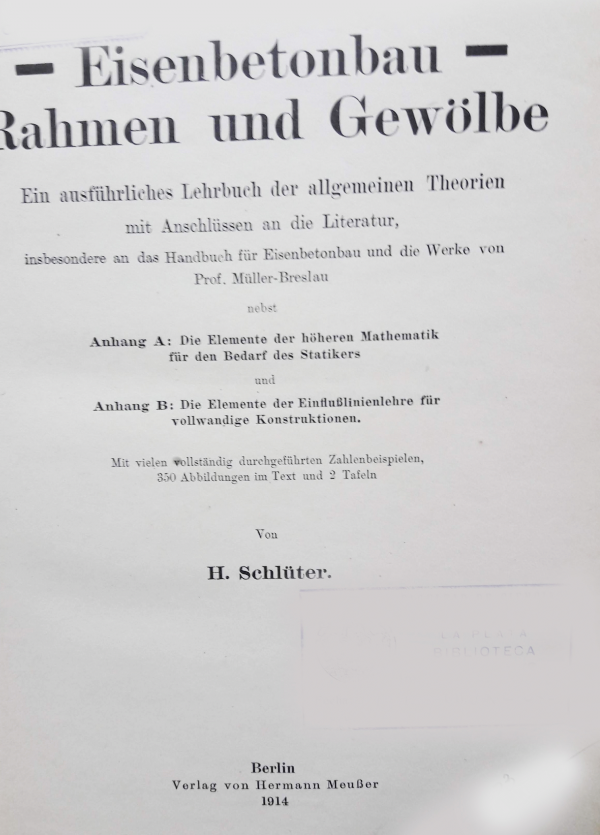 — Eisenbetonbau —
Rahmen und Gewölbe
Ein ausführliches Lehrbuch der allgemeinen Theorien
mit Anschlüssen an die Literatur,
insbesondere an das Handbuch für Eisenbetonbau und die Werke von
Prof. Müller-Breslau
nebst
Anhang A: Die Elemente der höheren Mathematik
für den Bedarf des Statikers
und
Anhang B: Die Elemente der Einflußlinienlehre für
vollwandige Konstruktionen.
Mit vielen vollständig durchgeführten Zahlenbeispielen,
350 Abbildungen im Text und 2 Tafeln
Von
H. Schlüter.
LA PLATA
BIBLIOTECA
Berlin
Verlag von Hermann Meußer
1914